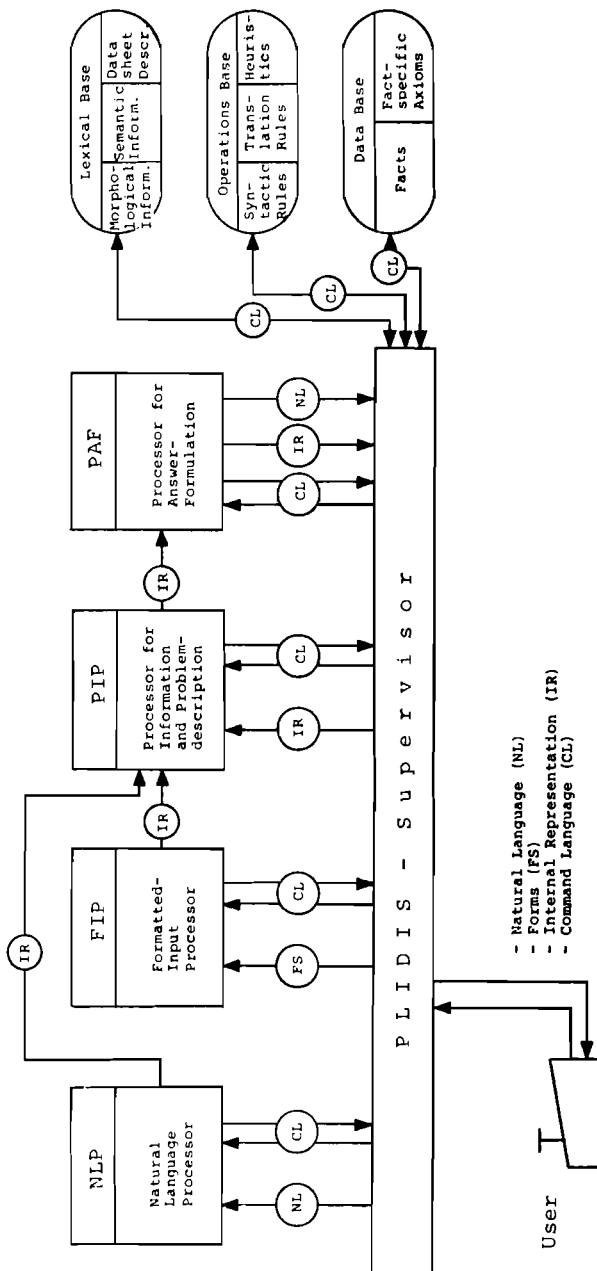 NLP
Natural
Language
Processor
FIP
Formatted-
Input
Processor
PIP
Processor for
Information
and Problem-
description
PAF
Processor for
Answer-
Formulation
Lexical Base
Morpho-
logical
Inform.
Semantic
Inform.
Data
sheet
Descr.
Operations Base
Syn-
tactic
Rules
Trans-
lation
Rules
Heuris-
tics
Data Base
Facts
Fact-
specific
Axioms
IR
IR
IR
NL
CL
FS
CL
IR
CL
CL
IR
NL
CL
CL
CL
PLIDIS-Supervisor
User
- Natural Language (NL)
- Forms (FS)
- Internal Representation (IR)
- Command Language (CL)